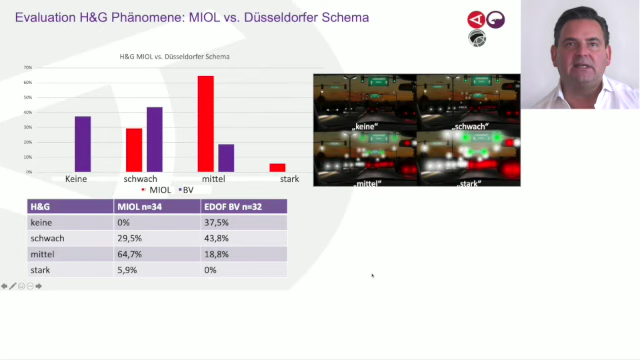 Evaluation H&G Phänomene: MIOL vs. Düsseldorfer Schema
H&G MIOL vs. Düsseldorfer Schema
70%
60%
50%
40%
30%
20%
10%
0%
Keine schwach mittel stark
MIOL BV
„keine" „schwach"
„mittel" „stark"
H&G MIOL n=34 EDOF BV n=32
keine 0% 37,5%
schwach 29,5% 43,8%
mittel 64,7% 18,8%
stark 5,9% 0%